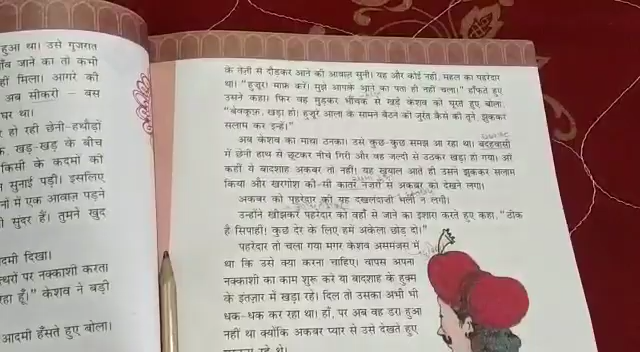 हुआ था। उसे गुजरात
जाने का तो कभी
नहीं मिला। आगरे की
अब सीकरी – बस
घर था।
हो रही छेनी-हथौड़ों
खड़-खड़ के बीच
किसी के कदमों की
सुनाई पड़ी। इसलिए
में एक आवाज़ पड़ने
सुंदर हैं। तुमने खुद
दिखा।
पर नक्काशी करता
हूँ।" केशव ने बड़ी
आदमी हँसते हुए बोला।
के तेज़ी से दौड़कर आने की आवाज़ सुनी। यह और कोई नहीं, महल का पहरेदार
था। "हुज़ूर! माफ़ करें। मुझे आपके आने का पता ही नहीं चला।" हाँफते हुए
उसने कहा। फिर वह मुड़कर भौंचक से खड़े केशव को घूरते हुए बोला,
"बेवकूफ़, खड़ा हो। हुज़ूरे आला के सामने बैठने की जुर्रत कैसे की तूने, झुककर
सलाम कर इन्हें।"
अब केशव का माथा ठनका। उसे कुछ-कुछ समझ आ रहा था। बदहवासी
में छेनी हाथ से छूटकर नीचे गिरी और वह जल्दी से उठकर खड़ा हो गया। अरे
कहीं ये बादशाह अकबर तो नहीं! यह खयाल आते ही उसने झुककर सलाम
किया और खरगोश की-सी कातर नज़रों से अकबर को देखने लगा।
अकबर को पहरेदार की यह दखलंदाज़ी भली न लगी।
उन्होंने खीझकर पहरेदार को वहाँ से जाने का इशारा करते हुए कहा, "ठीक
है सिपाही। कुछ देर के लिए हमें अकेला छोड़ दो।"
पहरेदार तो चला गया मगर केशव असमंजस में
था कि उसे क्या करना चाहिए। वापस अपना
नक्काशी का काम शुरू करे या बादशाह के हुक्म
के इंतज़ार में खड़ा रहे। दिल तो उसका अभी भी
धक-धक कर रहा था। हाँ, पर अब वह डरा हुआ
नहीं था क्योंकि अकबर प्यार से उसे देखते हुए